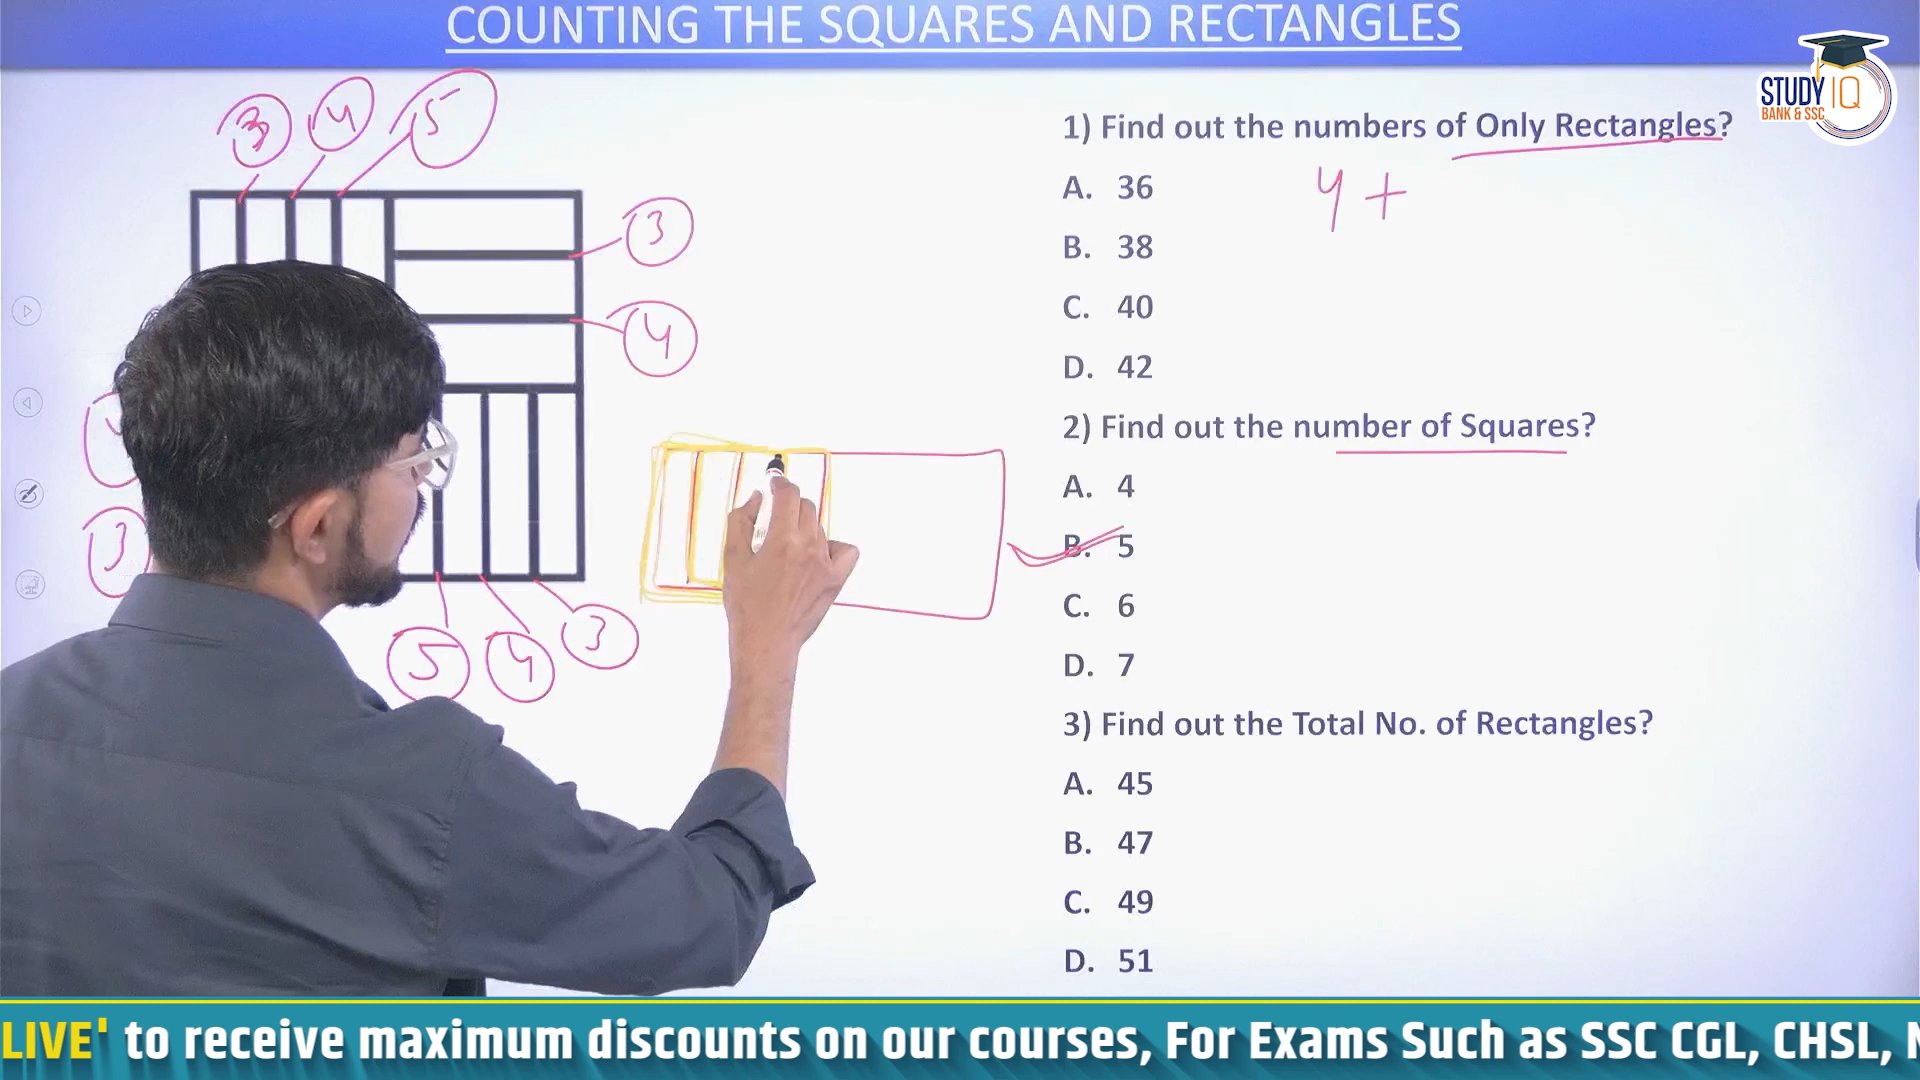 COUNTING THE SQUARES AND RECTANGLES
STUDY IQ
BANK & SSC
3 4 5
3
4
3
5 4 3
1) Find out the numbers of Only Rectangles?
4 +
A. 36
B. 38
C. 40
D. 42
2) Find out the number of Squares?
A. 4
B. 5
C. 6
D. 7
3) Find out the Total No. of Rectangles?
A. 45
B. 47
C. 49
D. 51
LIVE' to receive maximum discounts on our courses, For Exams Such as SSC CGL, CHSL,